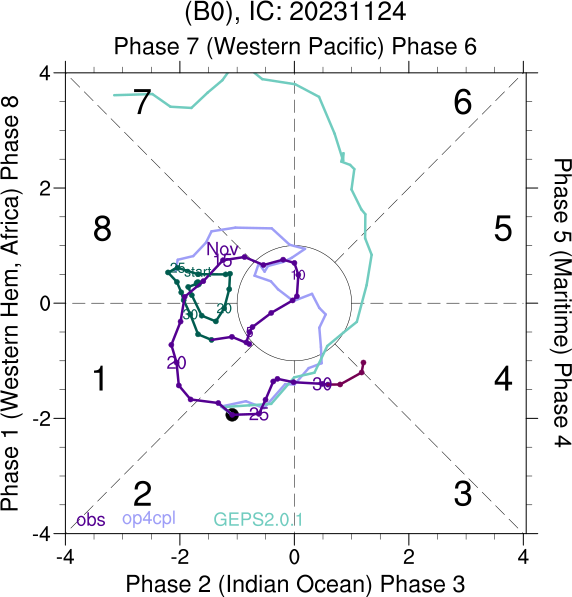 (B0), IC: 20231124
Phase 7 (Western Pacific) Phase 6
4
7
6
2
8
5
Nov
15
25
start
10
Phase 1 (Western Hem, Africa) Phase 8
Phase 5 (Maritime) Phase 4
0
30
20
5
20
1
4
30
25
-2
2
3
obs
op4cpl
GEPS2.0.1
-4
-4
-2
0
2
4
Phase 2 (Indian Ocean) Phase 3